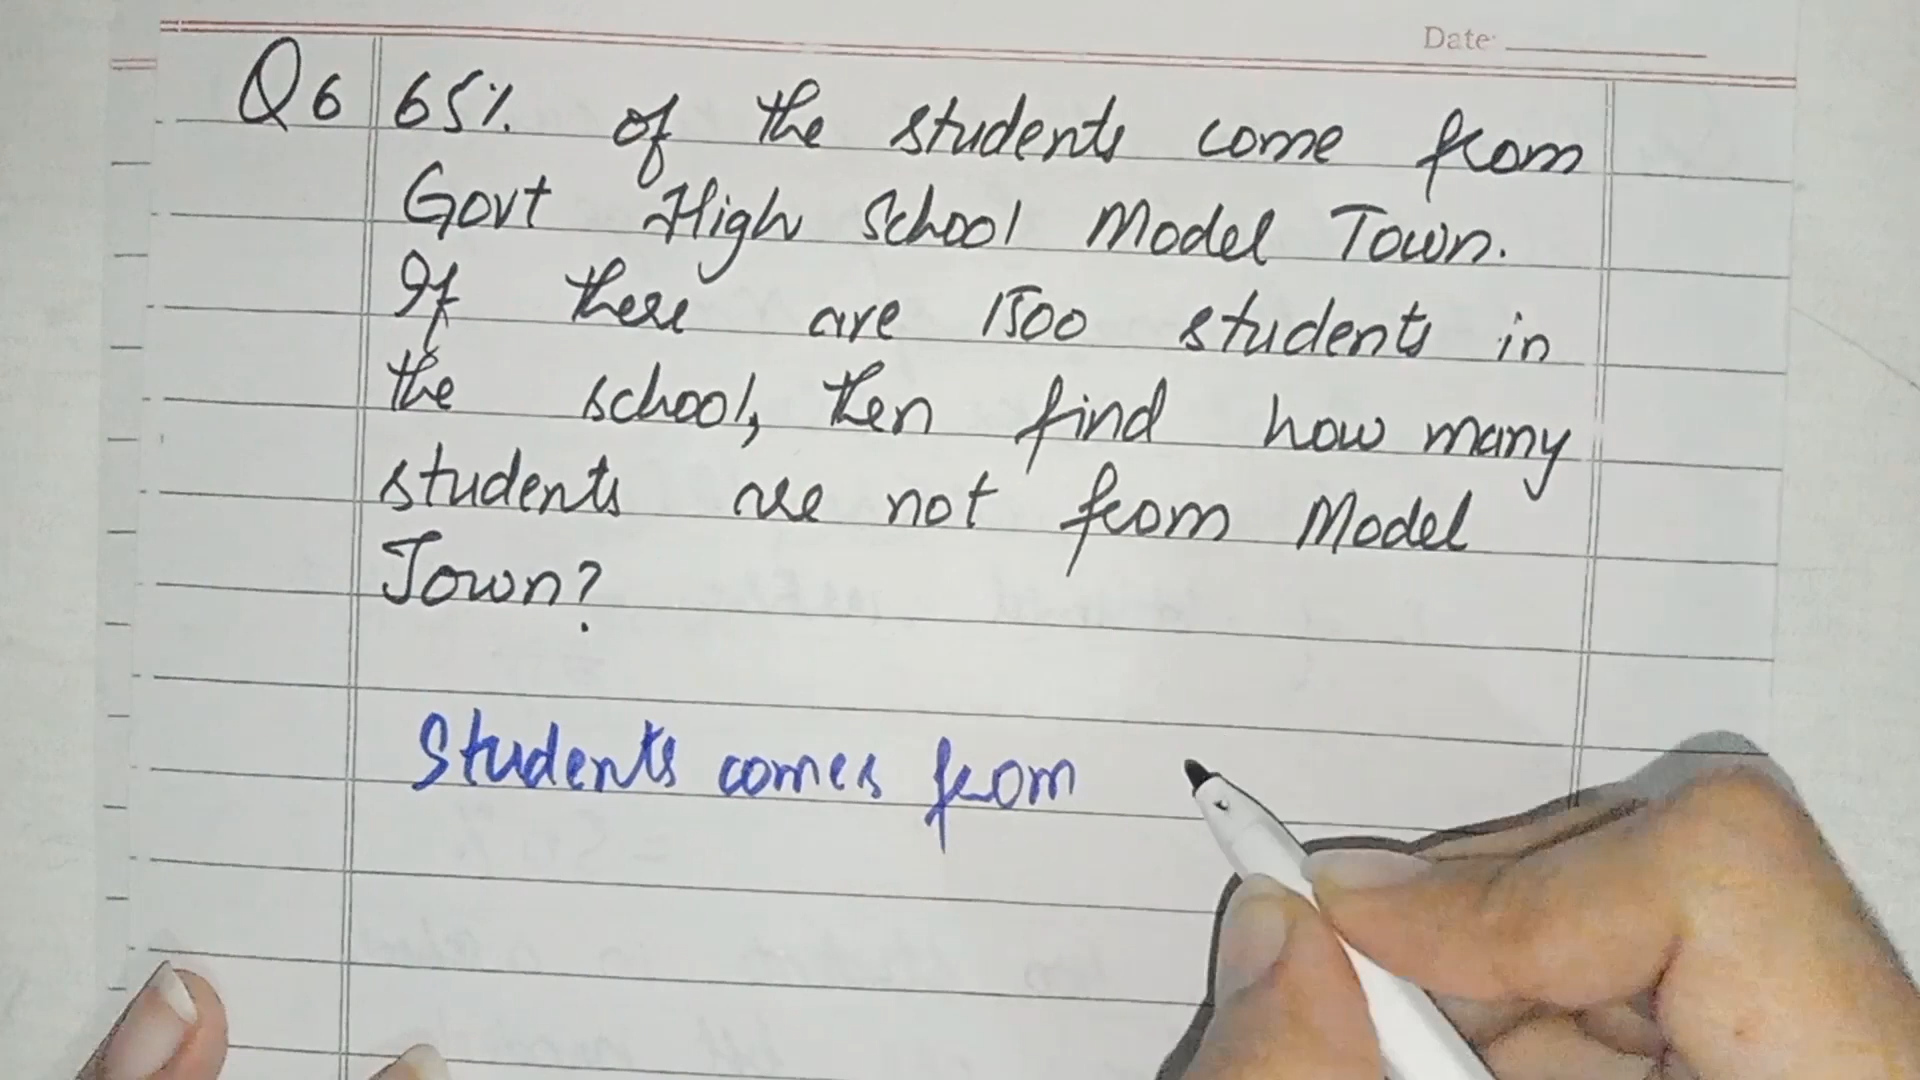 Date
Q6 65% of the students come from
Govt High School Model Town.
If there are 1500 students in
the school, then find how many
students are not from Model
Town?
Students comes from